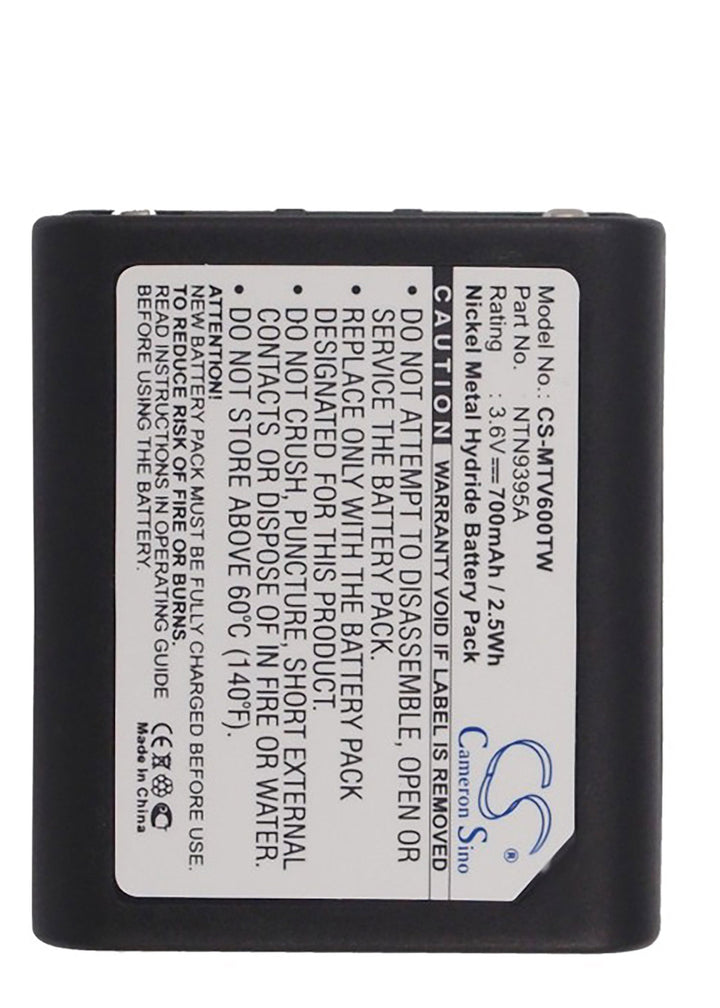 Model No.: CS-MTV600TW
Part No. NTN9395A
Rating : 3.6V⎓700mAh / 2.5Wh
Nickel Metal Hydride Battery Pack
CS ®
Cameron Sino
CAUTION WARRANTY VOID IF LABEL IS REMOVED
• DO NOT ATTEMPT TO DISASSEMBLE, OPEN OR
SERVICE THE BATTERY PACK.
• REPLACE ONLY WITH THE BATTERY PACK
DESIGNATED FOR THIS PRODUCT.
• DO NOT CRUSH, PUNCTURE, SHORT EXTERNAL
CONTACTS OR DISPOSE OF IN FIRE OR WATER.
• DO NOT STORE ABOVE 60°C (140°F).
ATTENTION!
NEW BATTERY PACK MUST BE FULLY CHARGED BEFORE USING.
TO REDUCE RISK OF FIRE OR BURNS.
READ INSTRUCTIONS IN OPERATING GUIDE
BEFORE USING BATTERY.
CE
Made in China